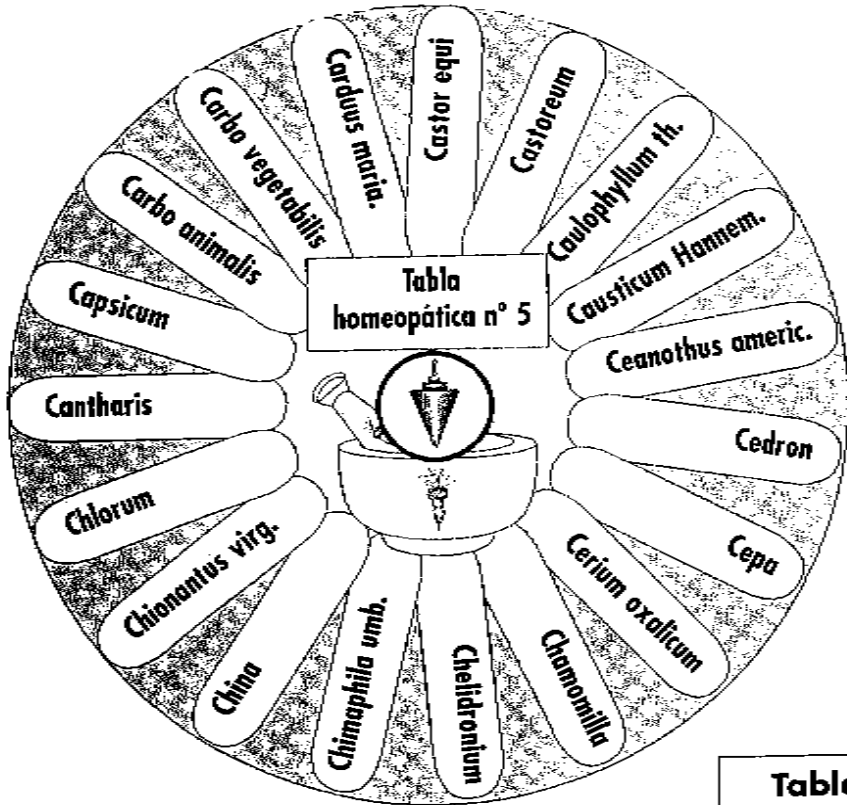 Tabla
homeopática nº 5
Cantharis
Capsicum
Carbo animalis
Carbo vegetabilis
Carduus maria.
Castor equi
Castoreum
Caulophyllum th.
Causticum Hannem.
Ceanothus americ.
Cedron
Cepa
Cerium oxalicum
Chamomilla
Chelidronium
Chimaphila umb.
China
Chionantus virg.
Chlorum
Tabla